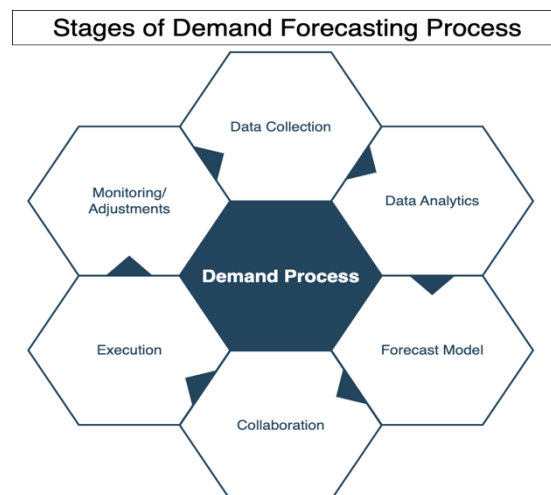 Stages of Demand Forecasting Process
Data Collection
Data Analytics
Forecast Model
Collaboration
Execution
Monitoring/
Adjustments
Demand Process